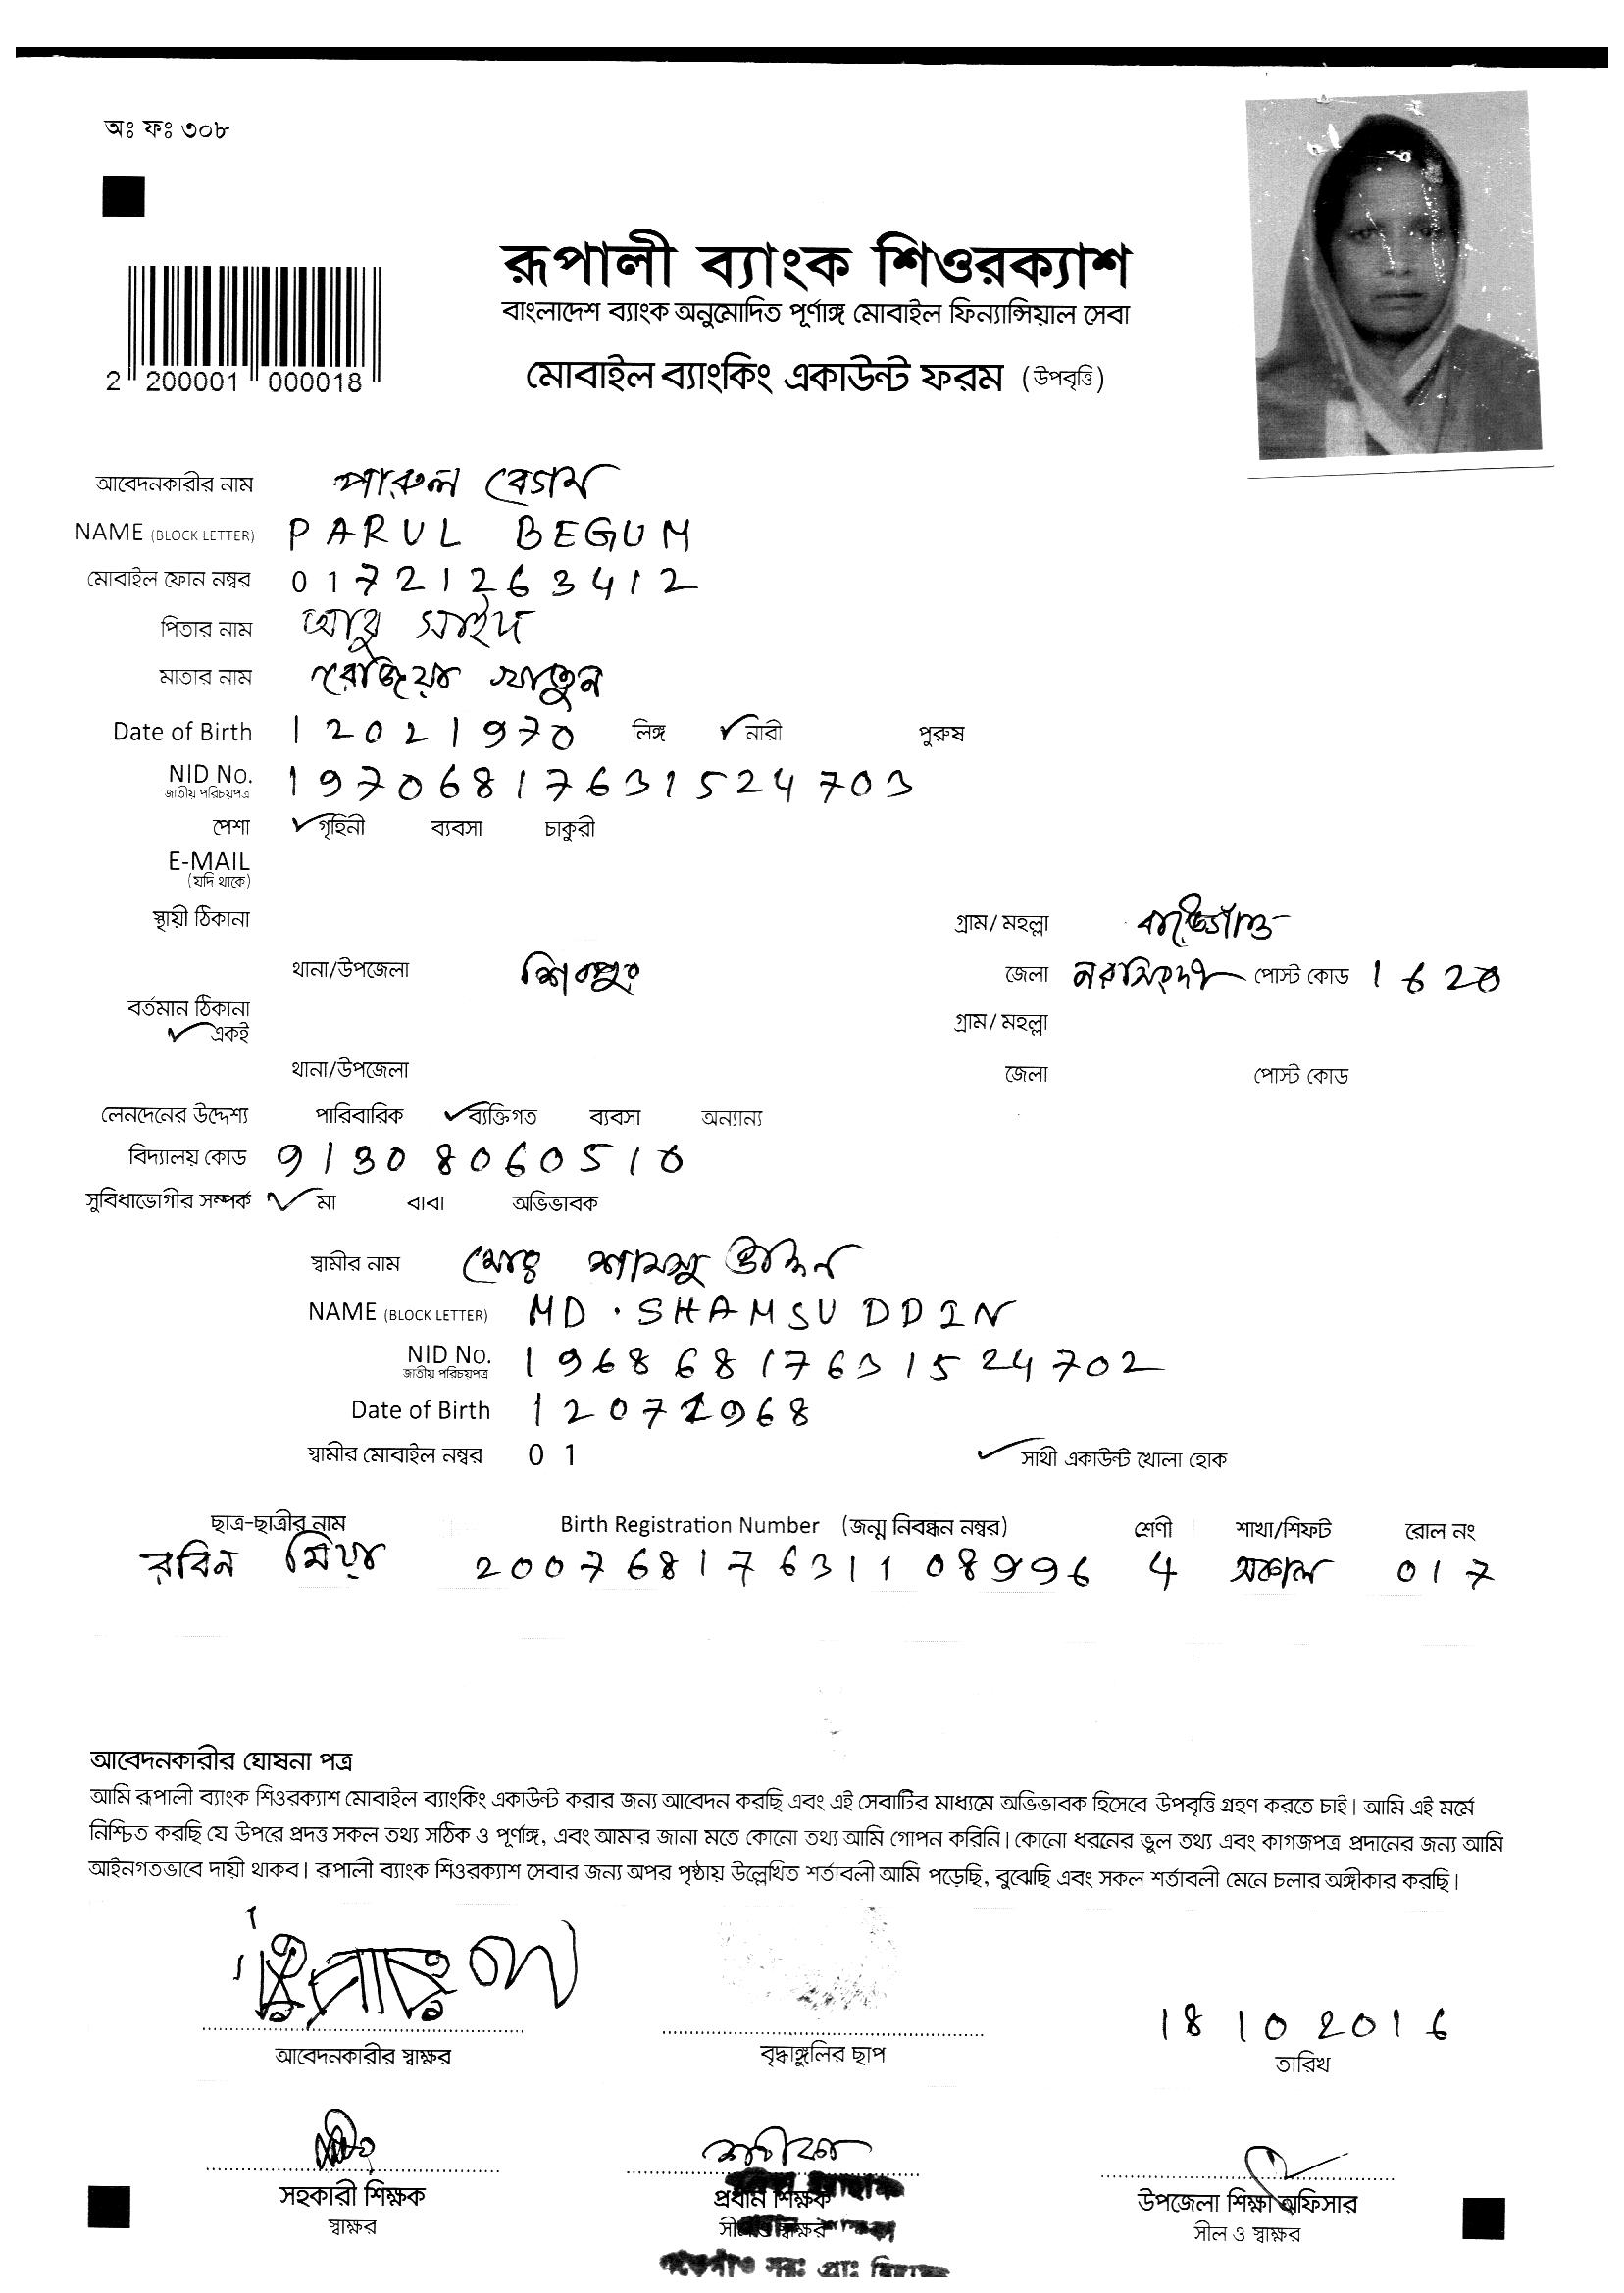 অঃ ফঃ ৩০৮
রূপালী ব্যাংক শিওরক্যাশ
বাংলাদেশ ব্যাংক অনুমোদিত পূর্ণাঙ্গ মোবাইল ফিন্যান্সিয়াল সেবা
2 200001 000018
মোবাইল ব্যাংকিং একাউন্ট ফরম (উপবৃত্তি)
আবেদনকারীর নাম পারুল বেগম
NAME (BLOCK LETTER) PARUL BEGUM
মোবাইল ফোন নম্বর 01721263412
পিতার নাম আবু সাইদ
মাতার নাম রেজিয়া খাতুন
Date of Birth 12021970 লিঙ্গ ✓ নারী পুরুষ
NID No. 19706817631524703
জাতীয় পরিচয়পত্র
পেশা ✓ গৃহিনী ব্যবসা চাকুরী
E-MAIL
(যদি থাকে)
স্থায়ী ঠিকানা গ্রাম/ মহল্লা
থানা/উপজেলা শিবপুর জেলা নরসিংদী পোস্ট কোড 1620
বর্তমান ঠিকানা গ্রাম/ মহল্লা
✓ একই
থানা/উপজেলা জেলা পোস্ট কোড
লেনদেনের উদ্দেশ্য পারিবারিক ✓ ব্যক্তিগত ব্যবসা অন্যান্য
বিদ্যালয় কোড 91308060510
সুবিধাভোগীর সম্পর্ক ✓ মা বাবা অভিভাবক
স্বামীর নাম মোঃ শামসু উদ্দিন
NAME (BLOCK LETTER) MD. SHAMSUDDIN
NID No. 19686817631524702
জাতীয় পরিচয়পত্র
Date of Birth 12071968
স্বামীর মোবাইল নম্বর 01 ✓ সাথী একাউন্ট খোলা হোক
ছাত্র-ছাত্রীর নাম Birth Registration Number (জন্ম নিবন্ধন নম্বর) শ্রেণী শাখা/শিফট রোল নং
রবিন মিয়া 20076817631108996 4 017
আবেদনকারীর ঘোষনা পত্র
আমি রূপালী ব্যাংক শিওরক্যাশ মোবাইল ব্যাংকিং একাউন্ট করার জন্য আবেদন করছি এবং এই সেবাটির মাধ্যমে অভিভাবক হিসেবে উপবৃত্তি গ্রহণ করতে চাই। আমি এই মর্মে
নিশ্চিত করছি যে উপরে প্রদত্ত সকল তথ্য সঠিক ও পূর্ণাঙ্গ, এবং আমার জানা মতে কোনো তথ্য আমি গোপন করিনি। কোনো ধরনের ভুল তথ্য এবং কাগজপত্র প্রদানের জন্য আমি
আইনগতভাবে দায়ী থাকব। রূপালী ব্যাংক শিওরক্যাশ সেবার জন্য অপর পৃষ্ঠায় উল্লেখিত শর্তাবলী আমি পড়েছি, বুঝেছি এবং সকল শর্তাবলী মেনে চলার অঙ্গীকার করছি।
18 10 2016
আবেদনকারীর স্বাক্ষর বৃদ্ধাঙ্গুলির ছাপ তারিখ
সহকারী শিক্ষক প্রধান শিক্ষক উপজেলা শিক্ষা অফিসার
স্বাক্ষর সীল ও স্বাক্ষর সীল ও স্বাক্ষর